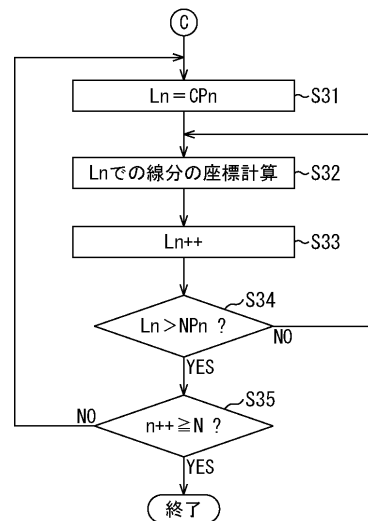 C
Ln=CPn
~S31
Lnでの線分の座標計算
~S32
Ln++
~S33
S34
Ln>NPn ?
NO
YES
S35
NO
n++≧N ?
YES
終了